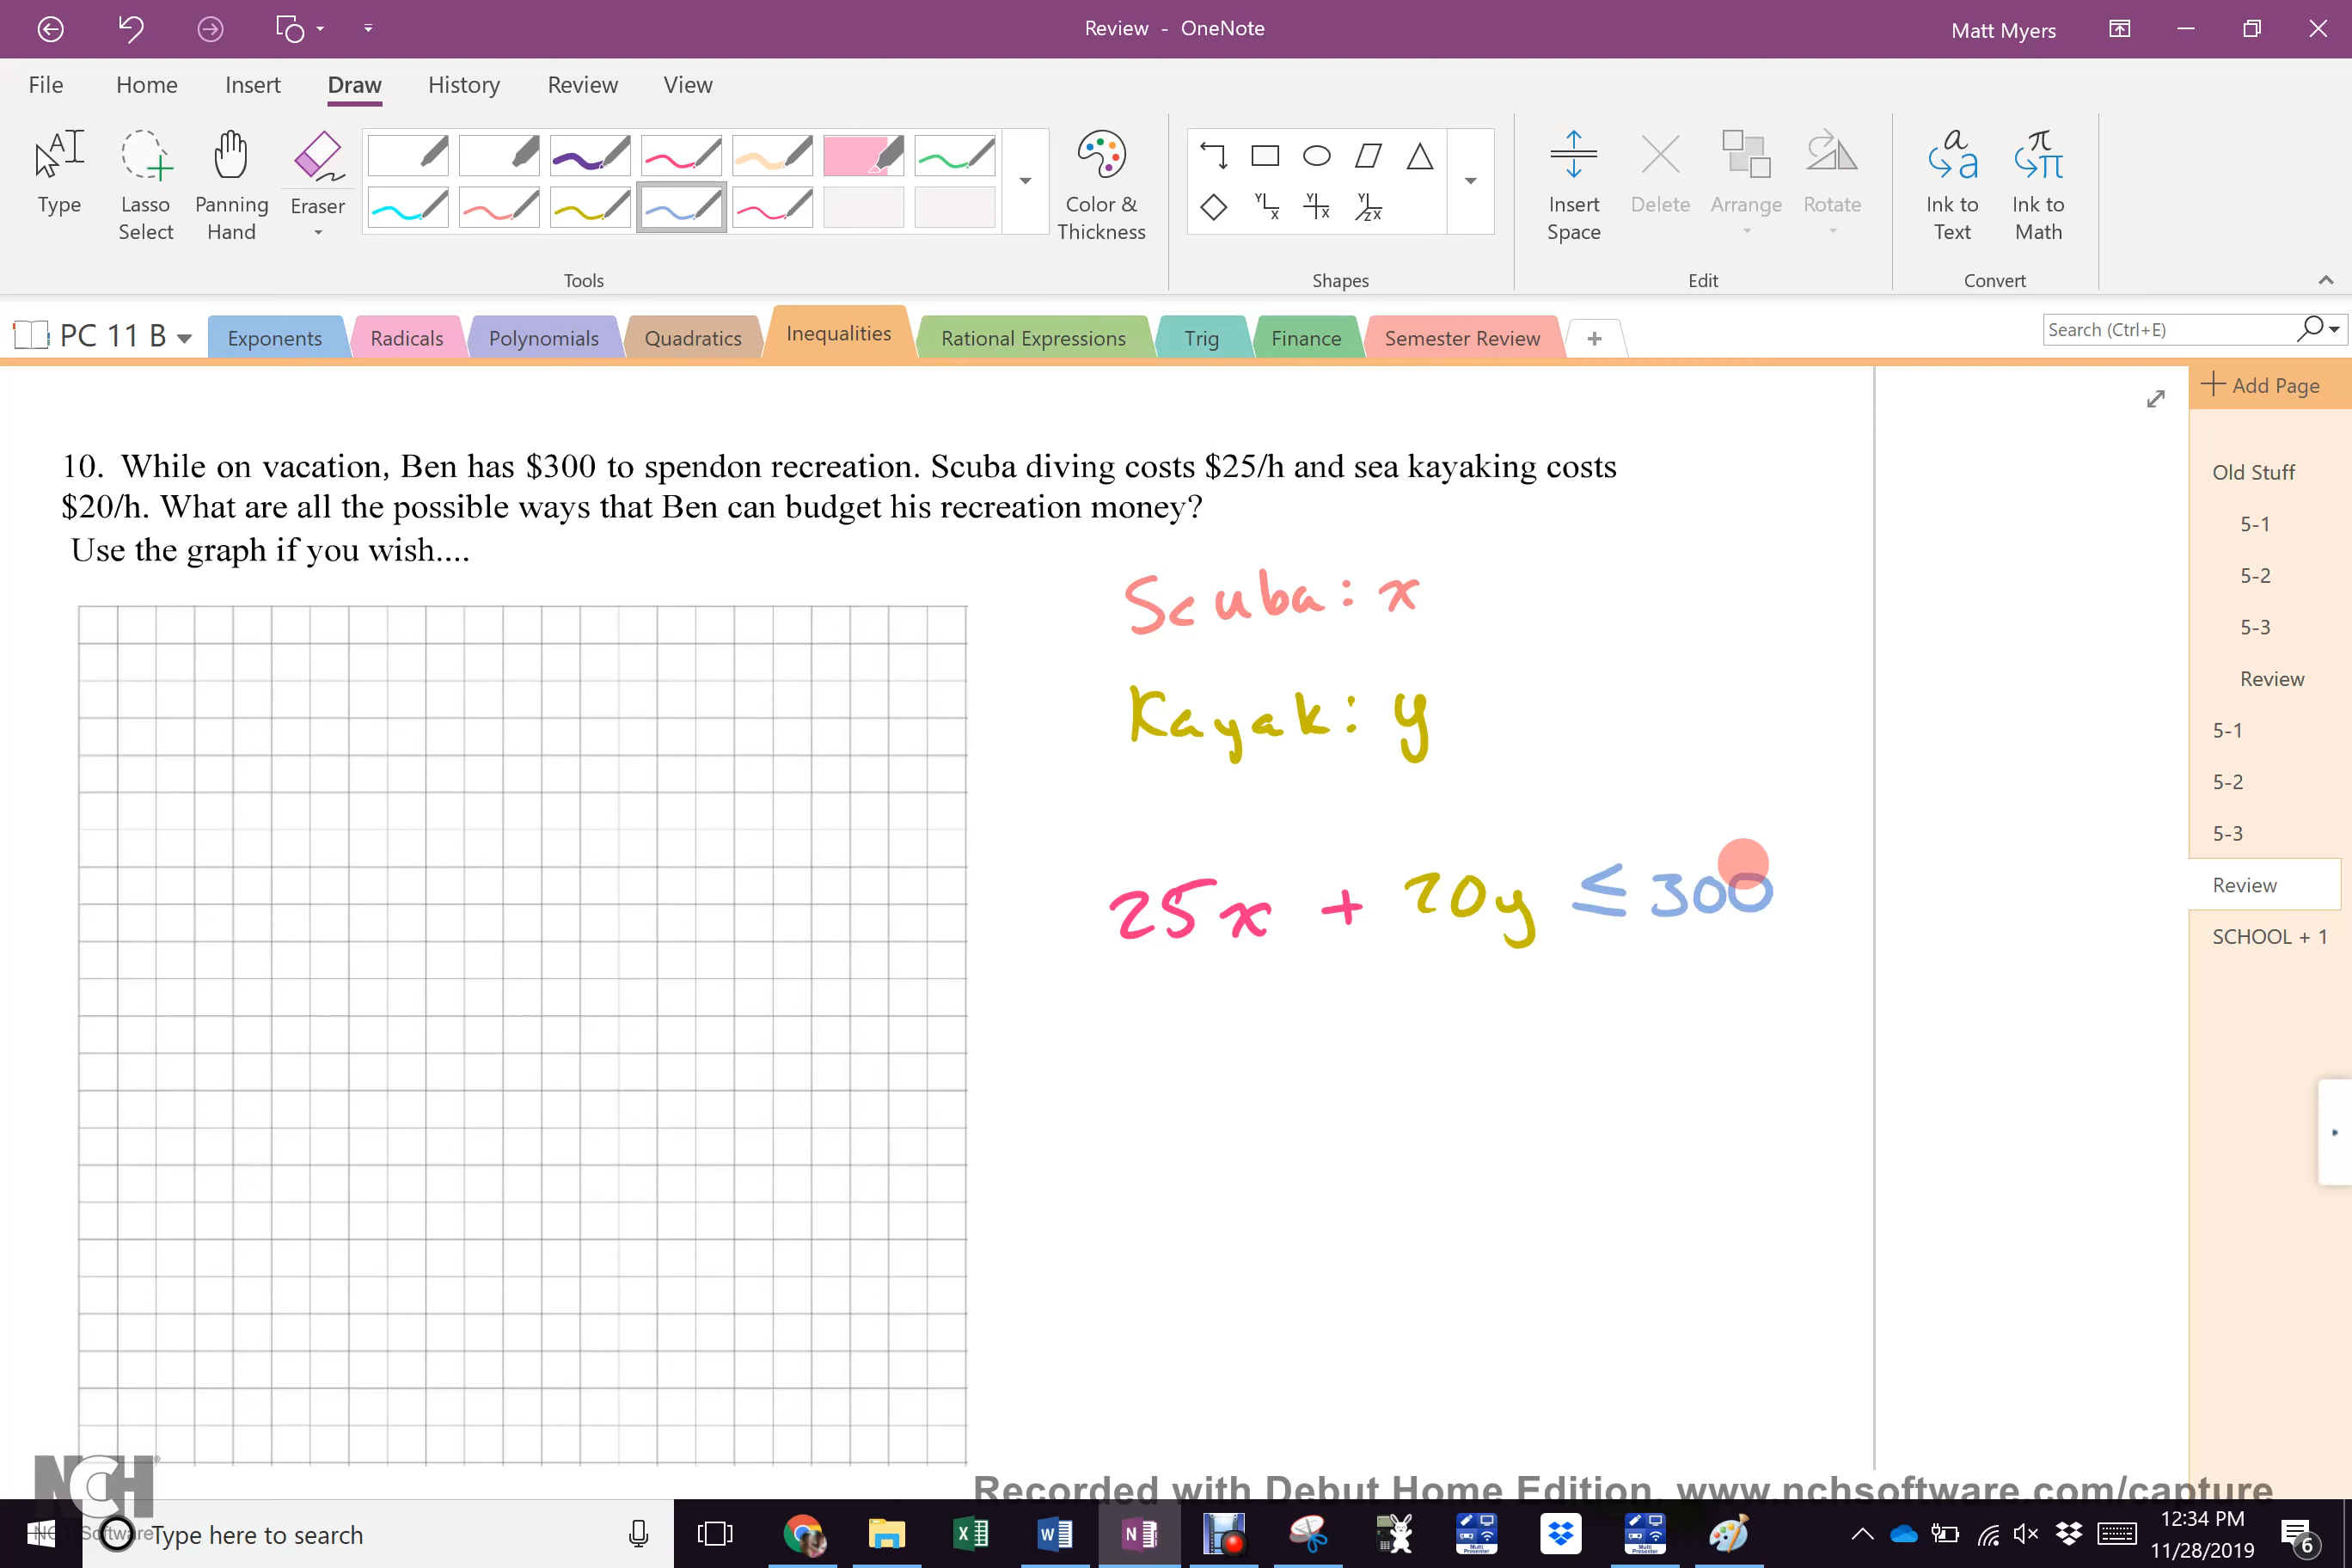 Review - OneNote
Matt Myers
File Home Insert Draw History Review View
Type
Lasso Select
Panning Hand
Eraser
Color & Thickness
Insert Space
Delete
Arrange
Rotate
Ink to Text
Ink to Math
Tools
Shapes
Edit
Convert
PC 11 B
Exponents Radicals Polynomials Quadratics Inequalities Rational Expressions Trig Finance Semester Review
Search (Ctrl+E)
Add Page
10. While on vacation, Ben has $300 to spendon recreation. Scuba diving costs $25/h and sea kayaking costs
$20/h. What are all the possible ways that Ben can budget his recreation money?
Use the graph if you wish....
Scuba: x
Kayak: y
25x + 20y ≤ 300
Old Stuff
5-1
5-2
5-3
Review
5-1
5-2
5-3
Review
SCHOOL + 1
NCH
Recorded with Debut Home Edition. www.nchsoftware.com/capture
Type here to search
12:34 PM
11/28/2019
6